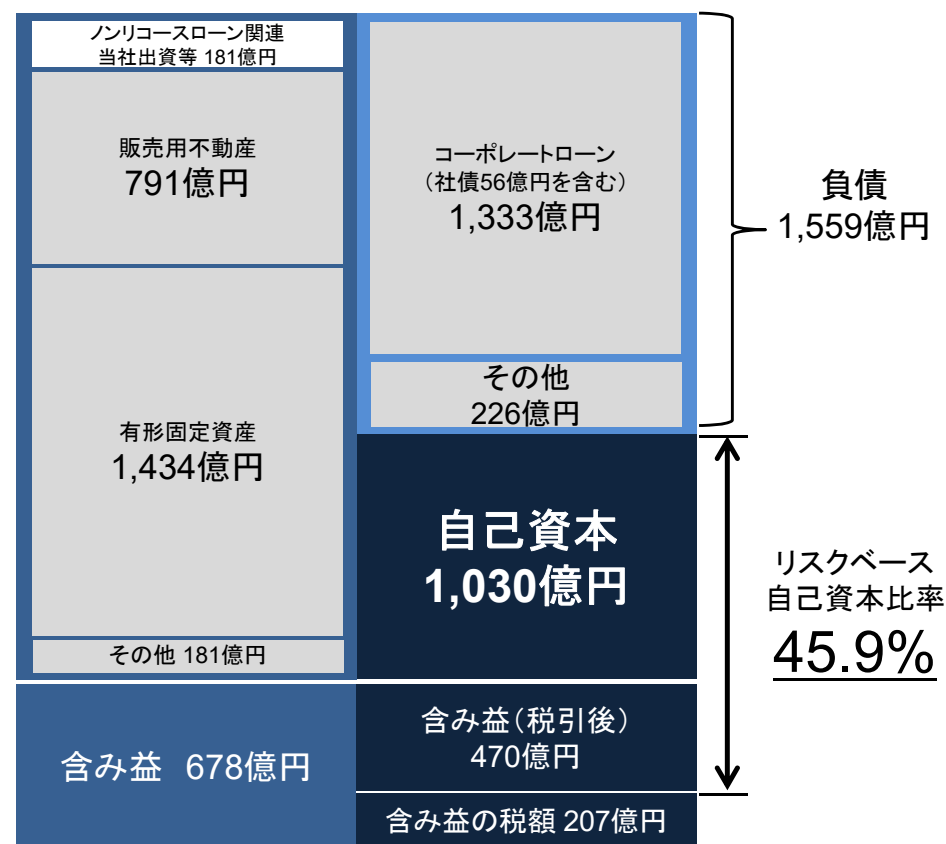 ノンリコースローン関連
当社出資等 181億円
販売用不動産
791億円
有形固定資産
1,434億円
その他 181億円
含み益 678億円
コーポレートローン
（社債56億円を含む）
1,333億円
その他
226億円
自己資本
1,030億円
含み益（税引後）
470億円
含み益の税額 207億円
負債
1,559億円
リスクベース
自己資本比率
45.9%